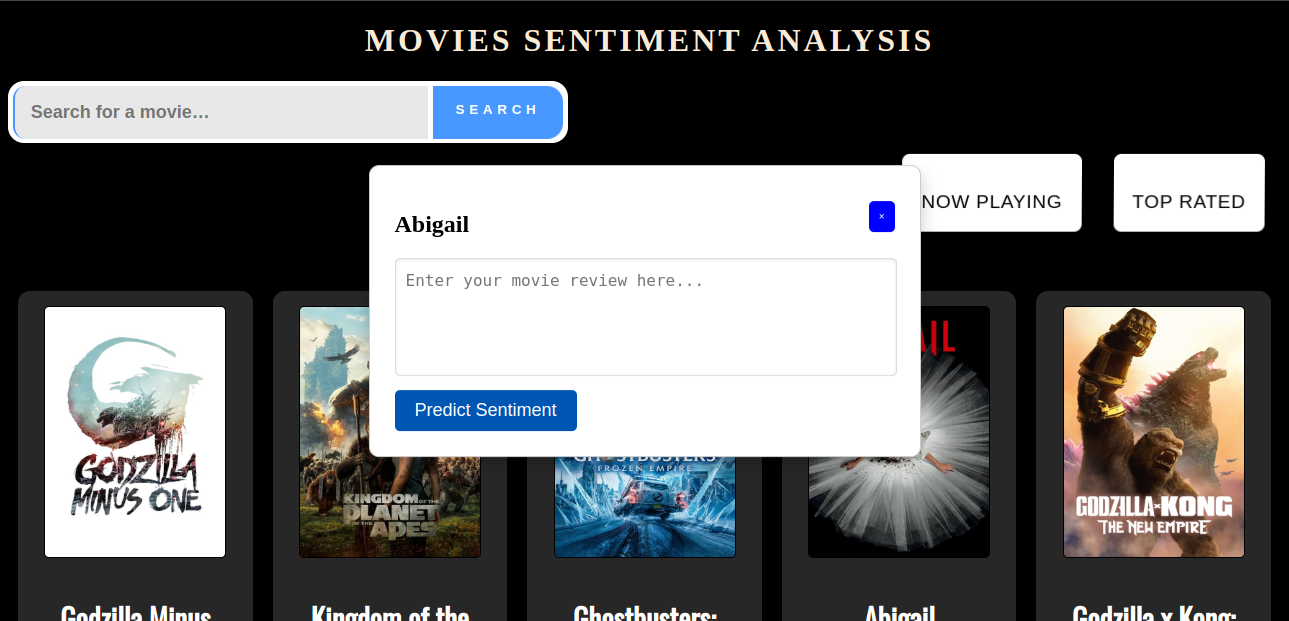 MOVIES SENTIMENT ANALYSIS
Search for a movie…
SEARCH
NOW PLAYING
TOP RATED
Abigail
×
Enter your movie review here...
Predict Sentiment
GODZILLA
MINUS ONE
KINGDOM OF THE
PLANET
OF THE
APES
GHOSTBUSTERS
FROZEN EMPIRE
IL
GODZILLA x KONG
THE NEW EMPIRE
Godzilla Minus
Kingdom of the
Ghostbusters:
Abigail
Godzilla x Kong: